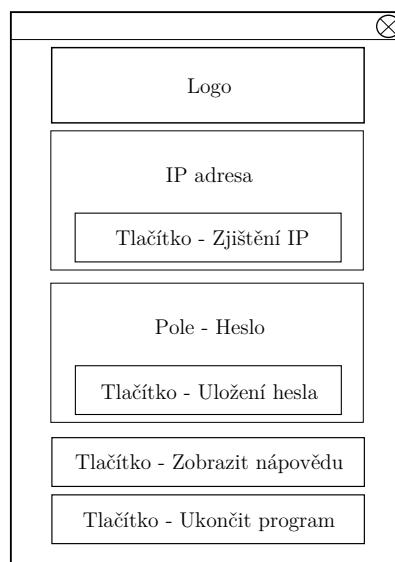 Logo
IP adresa
Tlačítko - Zjištění IP
Pole - Heslo
Tlačítko - Uložení hesla
Tlačítko - Zobrazit nápovědu
Tlačítko - Ukončit program